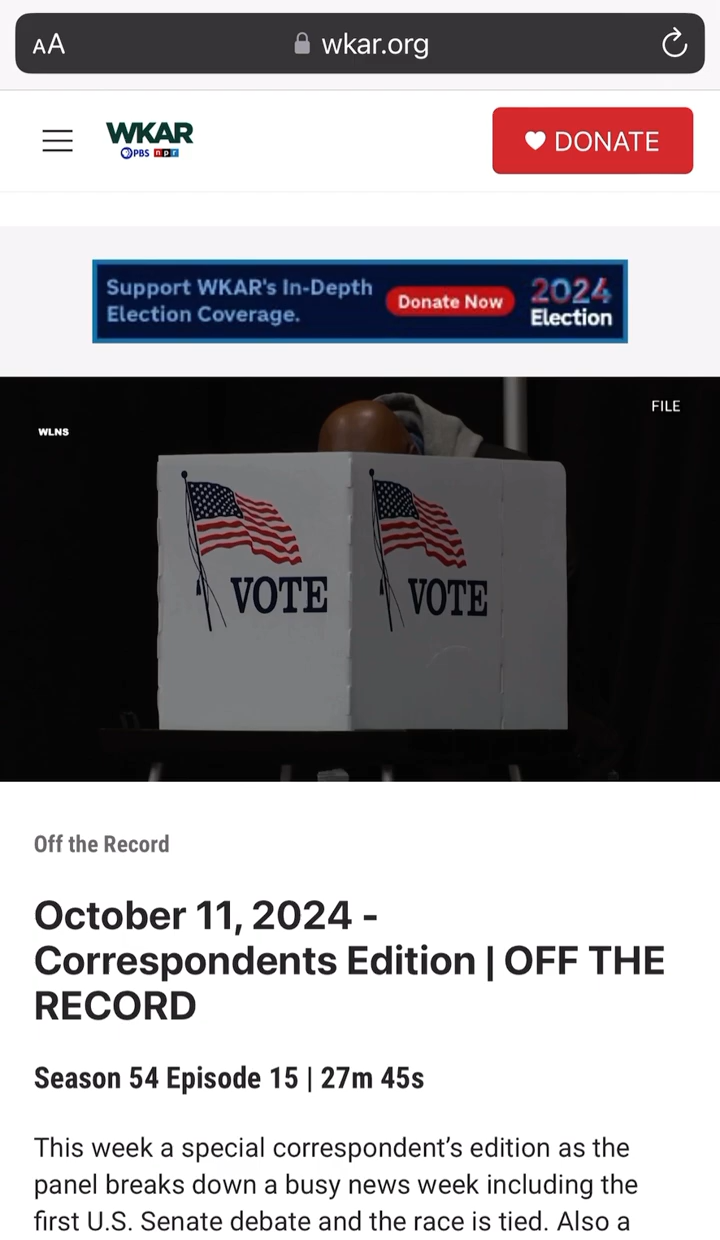 AA wkar.org
WKAR
PBS npr
DONATE
Support WKAR's In-Depth
Election Coverage.
Donate Now
2024
Election
FILE
WLNS
VOTE VOTE
Off the Record
October 11, 2024 -
Correspondents Edition | OFF THE
RECORD
Season 54 Episode 15 | 27m 45s
This week a special correspondent’s edition as the
panel breaks down a busy news week including the
first U.S. Senate debate and the race is tied. Also a